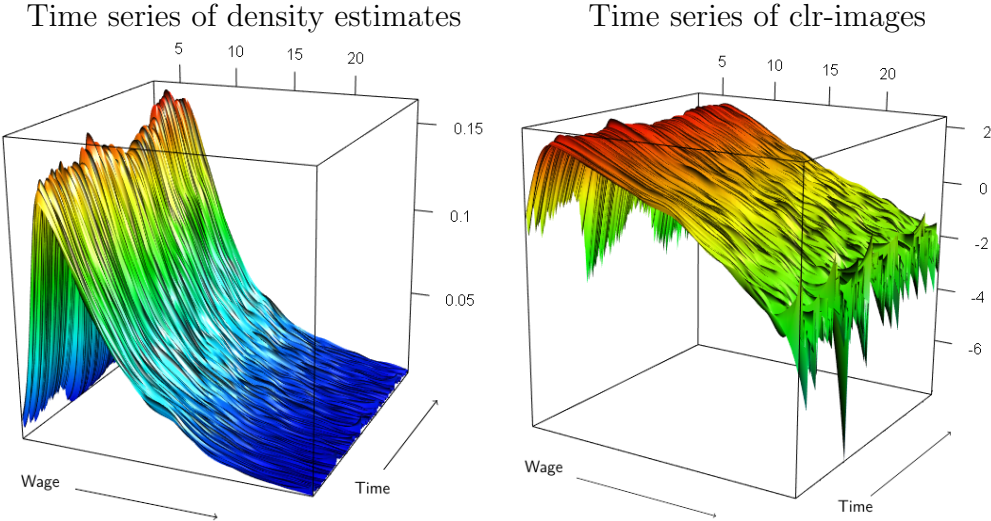 Time series of density estimates
5 10 15 20
0.15
0.1
0.05
Wage
Time
Time series of clr-images
5 10 15 20
2
0
-2
-4
-6
Wage
Time